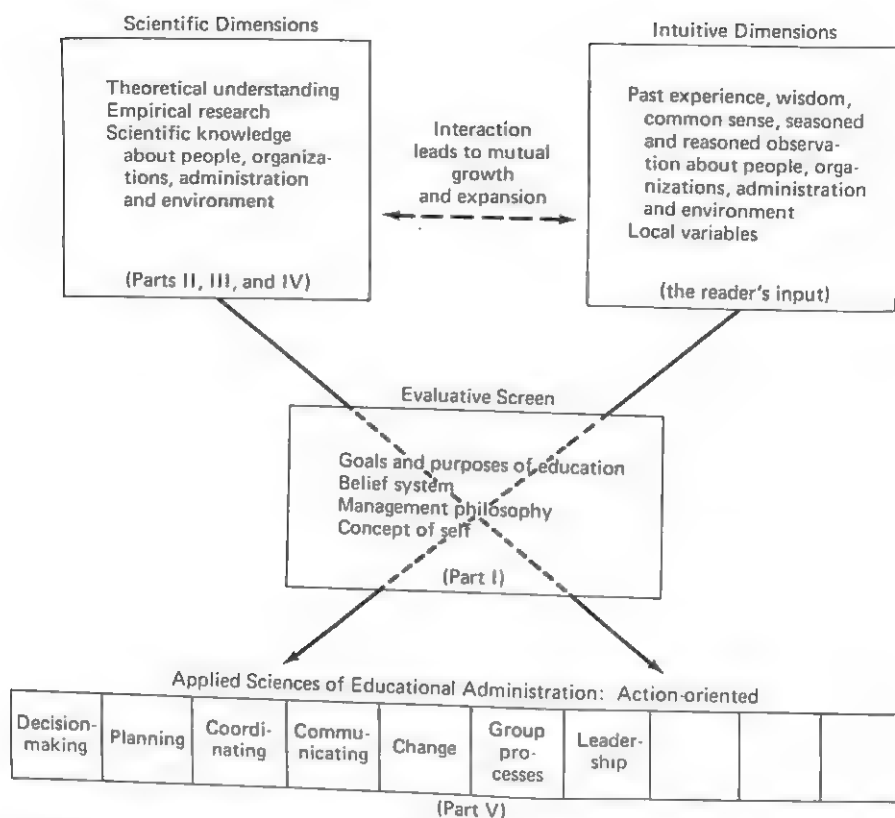 Scientific Dimensions
Theoretical understanding
Empirical research
Scientific knowledge
about people, organiza-
tions, administration
and environment
(Parts II, III, and IV)
Interaction
leads to mutual
growth
and expansion
Intuitive Dimensions
Past experience, wisdom,
common sense, seasoned
and reasoned observa-
tion about people, orga-
nizations, administration
and environment
Local variables
(the reader's input)
Evaluative Screen
Goals and purposes of education
Belief system
Management philosophy
Concept of self
(Part I)
Applied Sciences of Educational Administration: Action-oriented
Decision-
making
Planning
Coordi-
nating
Commu-
nicating
Change
Group
pro-
cesses
Leader-
ship
(Part V)